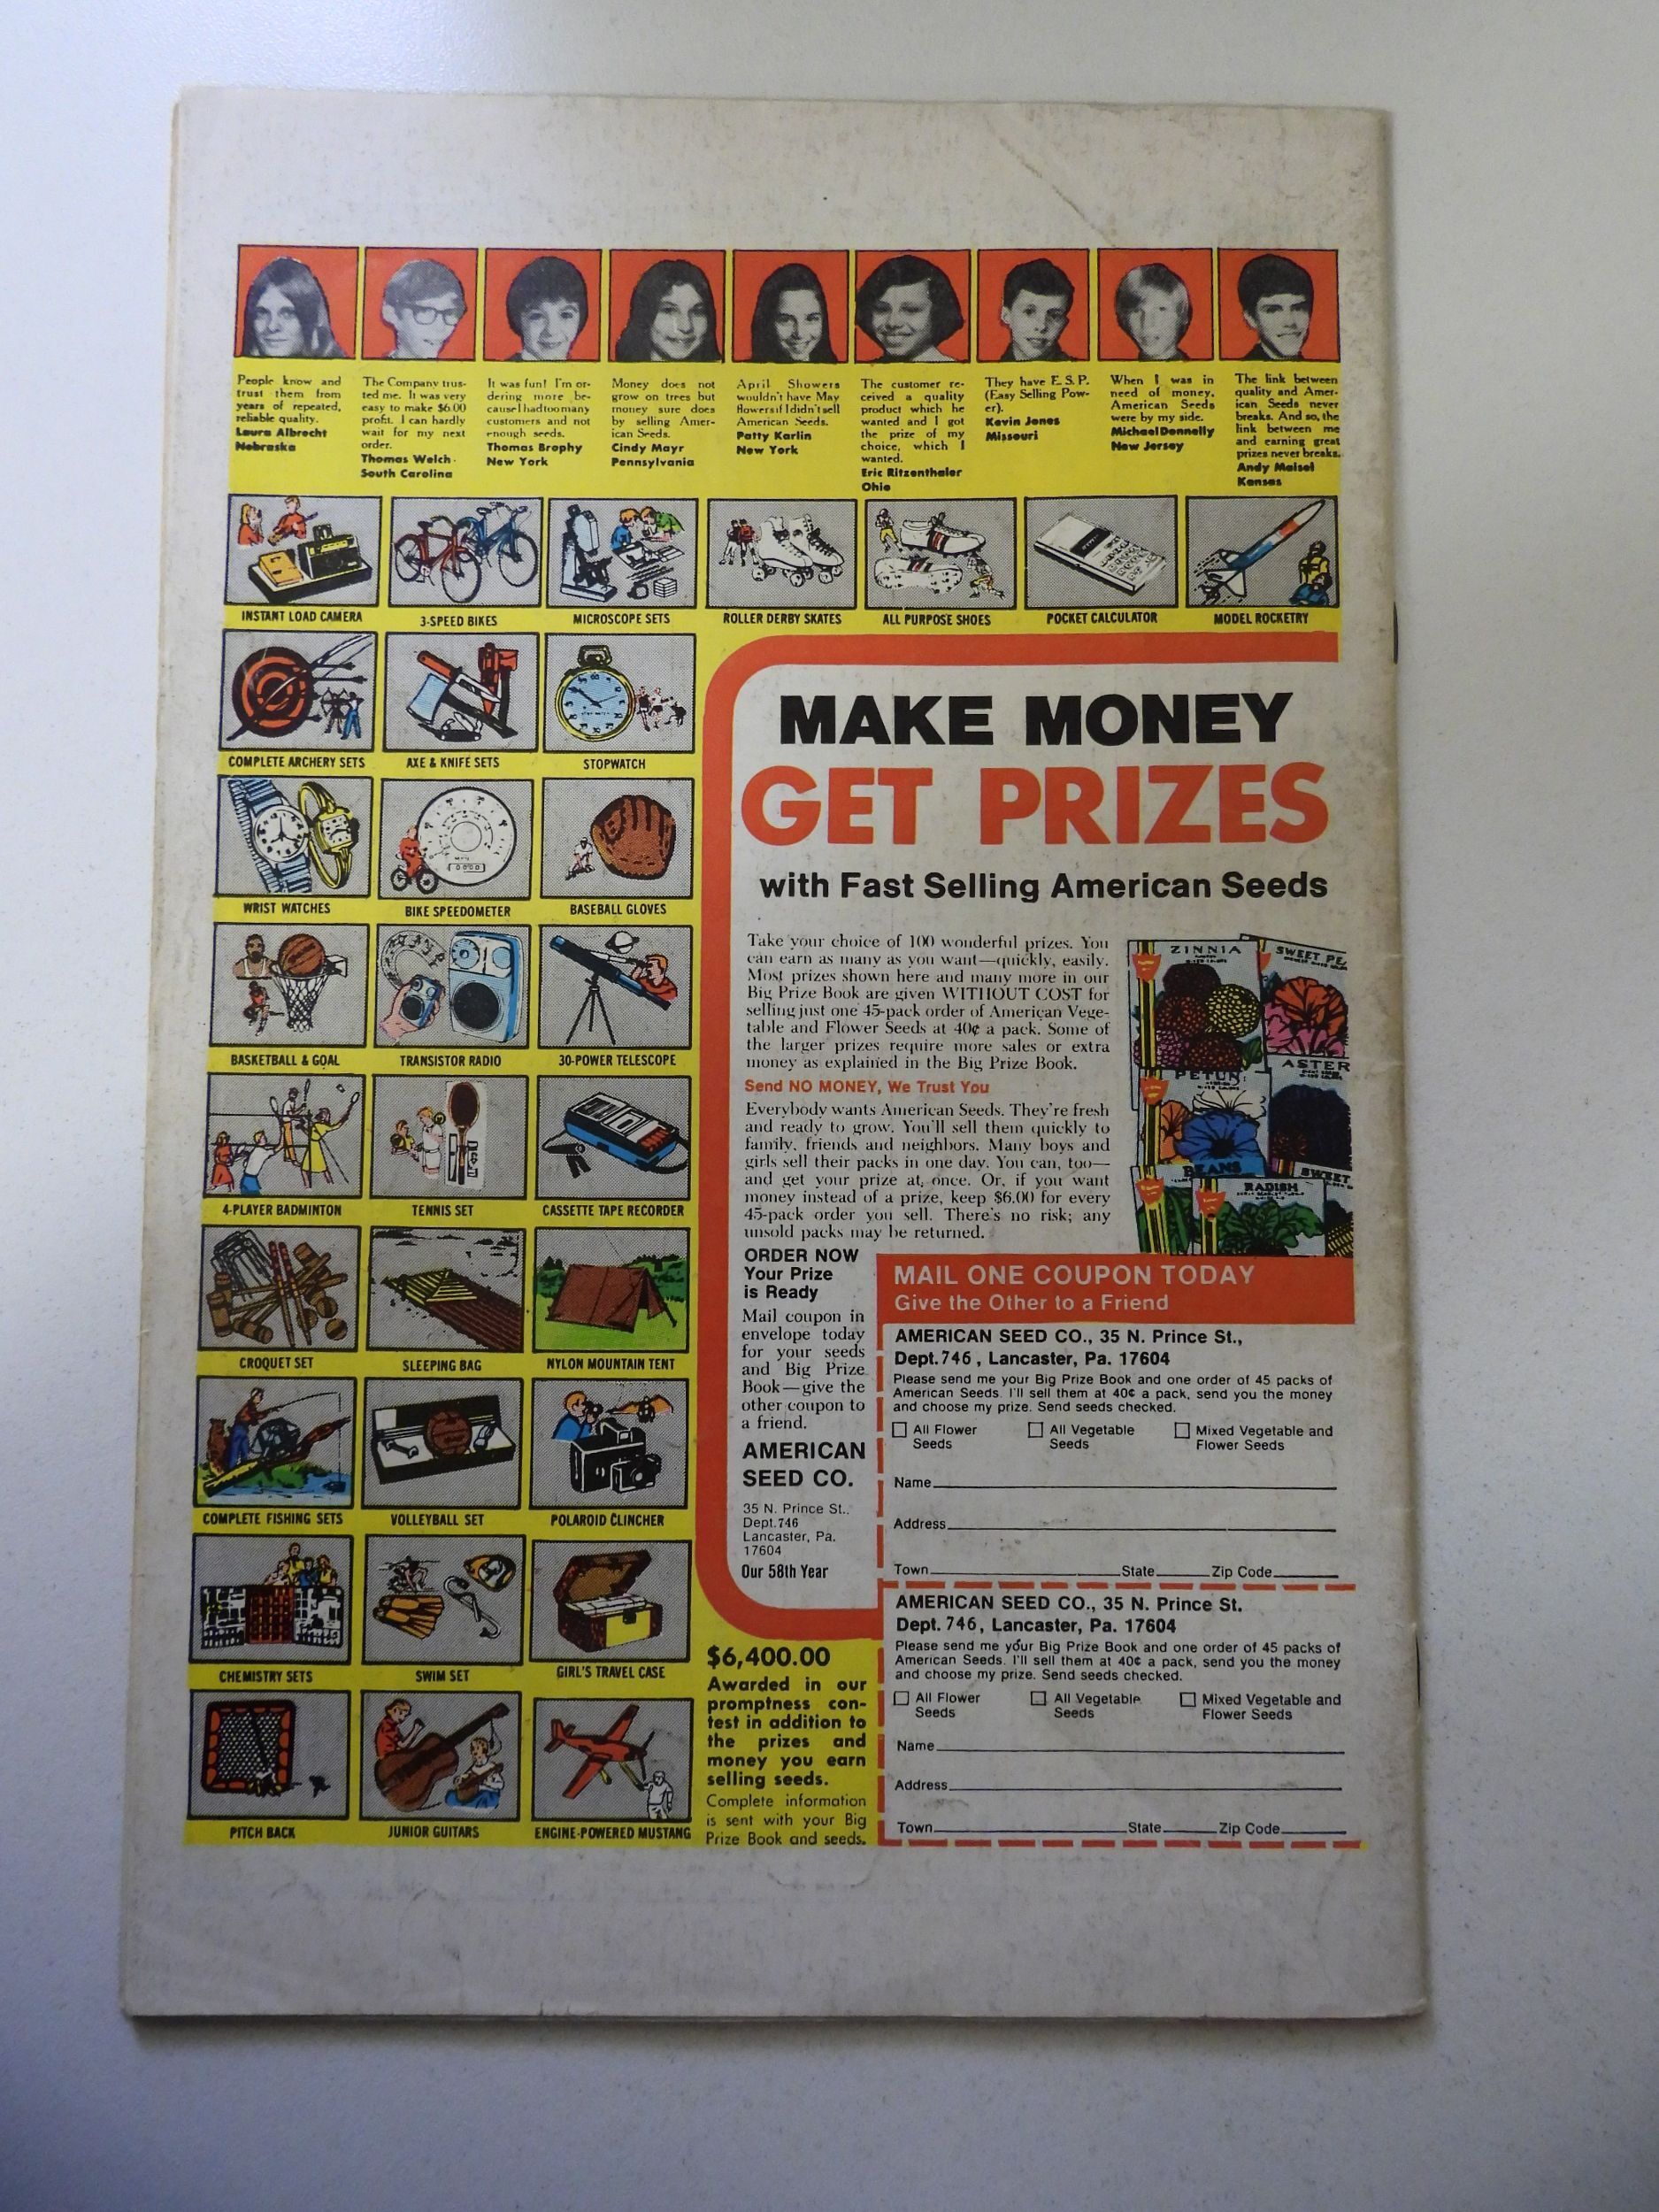 People know and
trust them from
years of repeated,
reliable quality.
Laura Albrecht
Nebraska
The Company trus-
ted me. It was very
easy to make $6.00
profit. I can hardly
wait for my next
order.
Thomas Welch
South Carolina
It was fun! I'm or-
dering more be-
cause I had too many
customers and not
enough seeds.
Thomas Brophy
New York
Money does not
grow on trees but
money sure does
by selling Amer-
ican Seeds.
Cindy Mayr
Pennsylvania
April Showers
wouldn't have May
flowers if I didn't sell
American Seeds.
Patty Karlin
New York
The customer re-
ceived a quality
product which he
wanted and I got
the prize of my
choice, which I
wanted.
Eric Ritzenthaler
Ohio
They have E.S.P.
(Easy Selling Pow-
er).
Kevin Jones
Missouri
When I was in
need of money,
American Seeds
were by my side.
Michael Donnelly
New Jersey
The link between
quality and Amer-
ican Seeds never
breaks. And so, the
link between me
and earning great
prizes never breaks.
Andy Maisel
Kansas
INSTANT LOAD CAMERA
3-SPEED BIKES
MICROSCOPE SETS
ROLLER DERBY SKATES
ALL PURPOSE SHOES
POCKET CALCULATOR
MODEL ROCKETRY
COMPLETE ARCHERY SETS
AXE & KNIFE SETS
STOPWATCH
WRIST WATCHES
BIKE SPEEDOMETER
BASEBALL GLOVES
BASKETBALL & GOAL
TRANSISTOR RADIO
30-POWER TELESCOPE
4-PLAYER BADMINTON
TENNIS SET
CASSETTE TAPE RECORDER
CROQUET SET
SLEEPING BAG
NYLON MOUNTAIN TENT
COMPLETE FISHING SETS
VOLLEYBALL SET
POLAROID CLINCHER
CHEMISTRY SETS
SWIM SET
GIRL'S TRAVEL CASE
PITCH BACK
JUNIOR GUITARS
ENGINE-POWERED MUSTANG
MAKE MONEY
GET PRIZES
with Fast Selling American Seeds
Take your choice of 100 wonderful prizes. You
can earn as many as you want—quickly, easily.
Most prizes shown here and many more in our
Big Prize Book are given WITHOUT COST for
selling just one 45-pack order of American Vege-
table and Flower Seeds at 40¢ a pack. Some of
the larger prizes require more sales or extra
money as explained in the Big Prize Book.
Send NO MONEY, We Trust You
Everybody wants American Seeds. They're fresh
and ready to grow. You'll sell them quickly to
family, friends and neighbors. Many boys and
girls sell their packs in one day. You can, too—
and get your prize at once. Or, if you want
money instead of a prize, keep $6.00 for every
45-pack order you sell. There's no risk; any
unsold packs may be returned.
ZINNIA
SWEET PE
ASTER
PETUN
BEANS
SWEET
RADISH
ORDER NOW
Your Prize
is Ready
Mail coupon in
envelope today
for your seeds
and Big Prize
Book—give the
other coupon to
a friend.
AMERICAN
SEED CO.
35 N. Prince St.,
Dept. 746
Lancaster, Pa.
17604
Our 58th Year
$6,400.00
Awarded in our
promptness con-
test in addition to
the prizes and
money you earn
selling seeds.
Complete information
is sent with your Big
Prize Book and seeds.
MAIL ONE COUPON TODAY
Give the Other to a Friend
AMERICAN SEED CO., 35 N. Prince St.,
Dept. 746, Lancaster, Pa. 17604
Please send me your Big Prize Book and one order of 45 packs of
American Seeds. I'll sell them at 40¢ a pack, send you the money
and choose my prize. Send seeds checked.
All Flower Seeds
All Vegetable Seeds
Mixed Vegetable and Flower Seeds
Name
Address
Town State Zip Code
AMERICAN SEED CO., 35 N. Prince St.
Dept. 746, Lancaster, Pa. 17604
Please send me your Big Prize Book and one order of 45 packs of
American Seeds. I'll sell them at 40¢ a pack, send you the money
and choose my prize. Send seeds checked.
All Flower Seeds
All Vegetable Seeds
Mixed Vegetable and Flower Seeds
Name
Address
Town State Zip Code